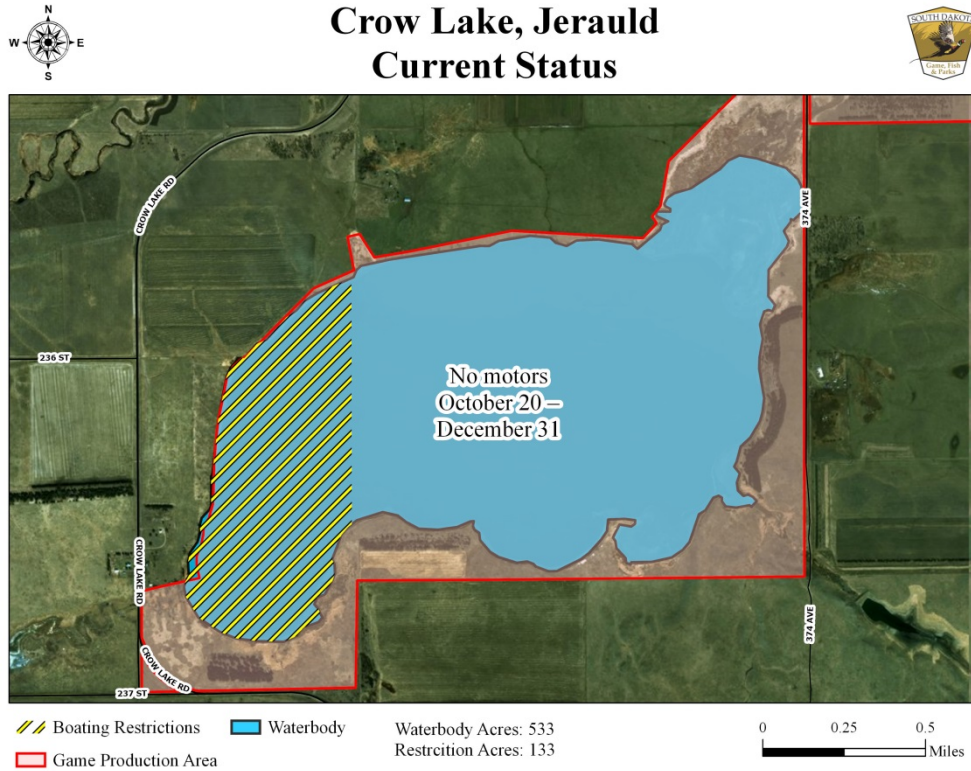 Crow Lake, Jerauld
Current Status
N
W
E
S
SOUTH DAKOTA
Game, Fish
& Parks
CROW LAKE RD
374 AVE
236 ST
No motors
October 20 –
December 31
CROW LAKE RD
374 AVE
CROW LAKE RD
237 ST
Boating Restrictions
Waterbody
Game Production Area
Waterbody Acres: 533
Restrcition Acres: 133
0 0.25 0.5
Miles